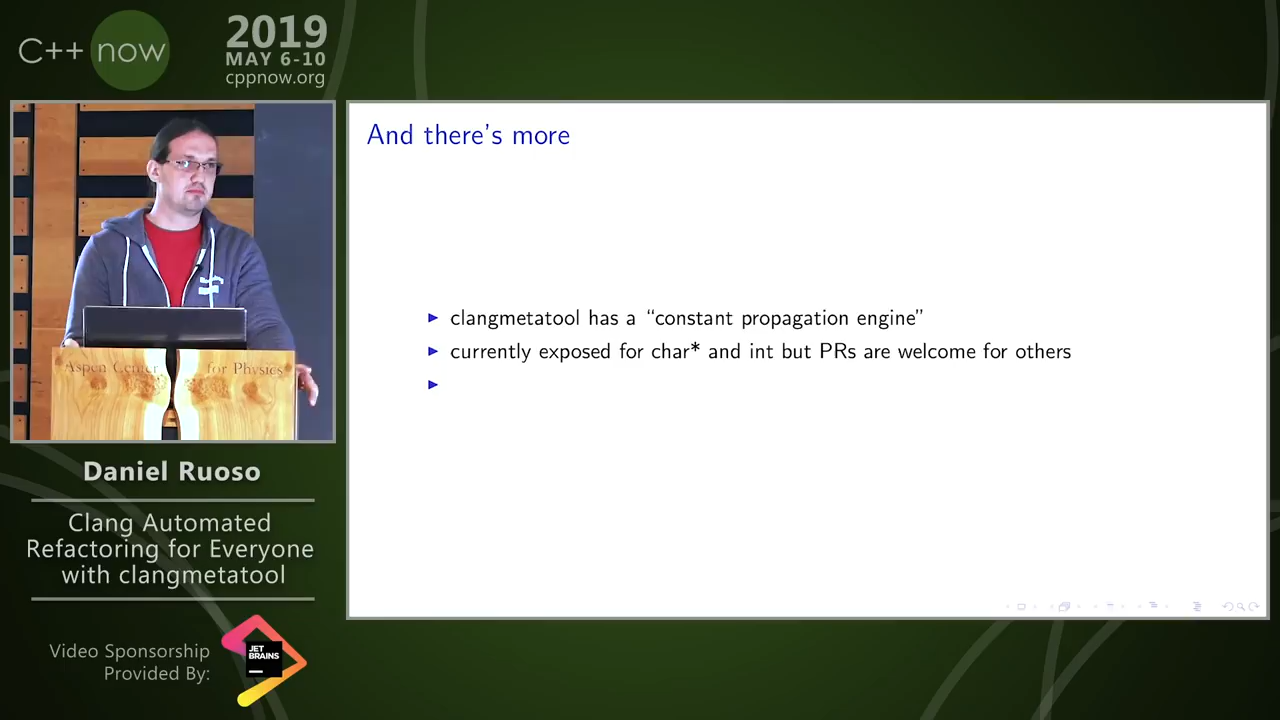 C++ now
2019
MAY 6-10
cppnow.org
And there's more
clangmetatool has a “constant propagation engine”
currently exposed for char* and int but PRs are welcome for others
Aspen Center for Physics
Daniel Ruoso
Clang Automated
Refactoring for Everyone
with clangmetatool
Video Sponsorship
Provided By:
JET
BRAINS